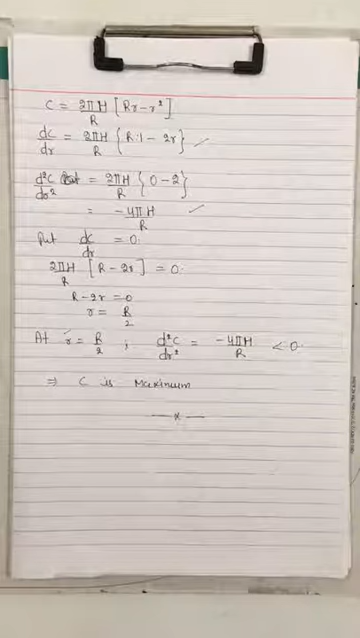 C = 2πH/R [Rr - r²]
dC/dr = 2πH/R {R·1 - 2r}
d²C/dr² = 2πH/R {0 - 2}
= -4πH/R
Put dC/dr = 0.
2πH/R [R - 2r] = 0.
R - 2r = 0
r = R/2
At r = R/2 ; d²C/dr² = -4πH/R < 0.
⇒ C is Maximum